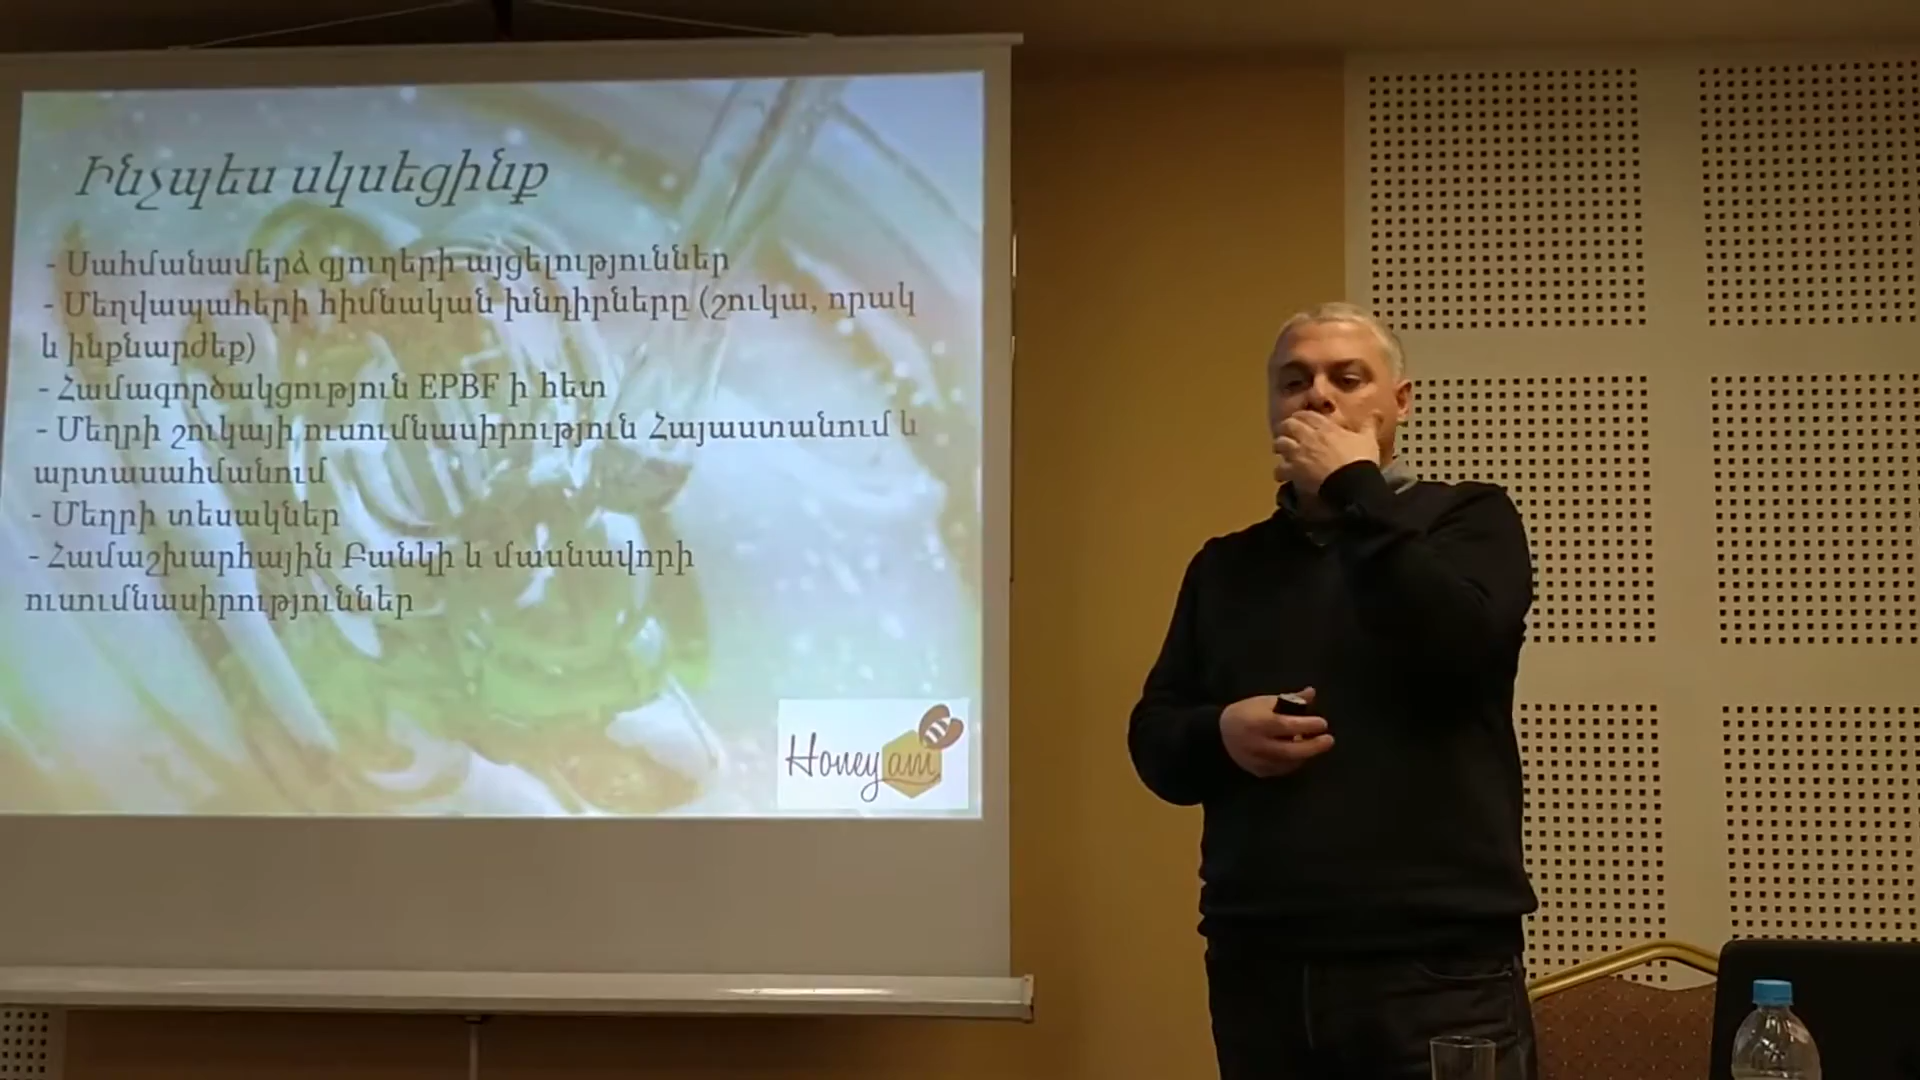 Ինչպես սկսեցինք
- Սահմանամերձ գյուղերի այցելություններ
- Մեղվապահերի հիմնական խնդիրները (շուկա, որակ
և ինքնարժեք)
- Համագործակցություն EPBF ի հետ
- Մեղրի շուկայի ուսումնասիրություն Հայաստանում և
արտասահմանում
- Մեղրի տեսակներ
- Համաշխարհային Բանկի և մասնավորի
ուսումնասիրություններ
Honey am